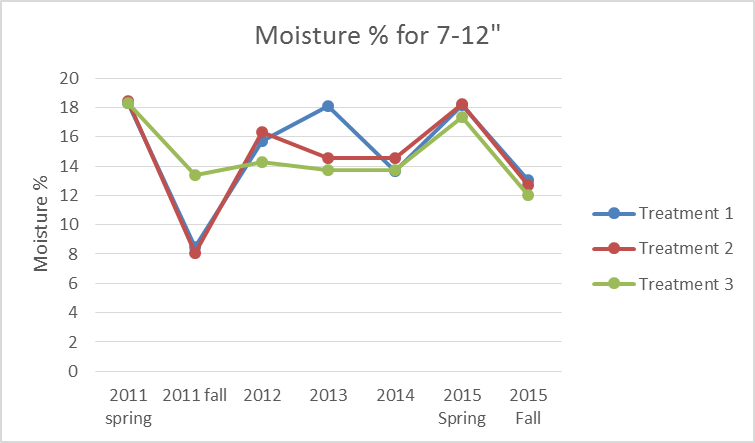 Moisture % for 7-12"
20
18
16
14
12
10
8
6
4
2
0
Moisture %
2011 spring
2011 fall
2012
2013
2014
2015 Spring
2015 Fall
Treatment 1
Treatment 2
Treatment 3